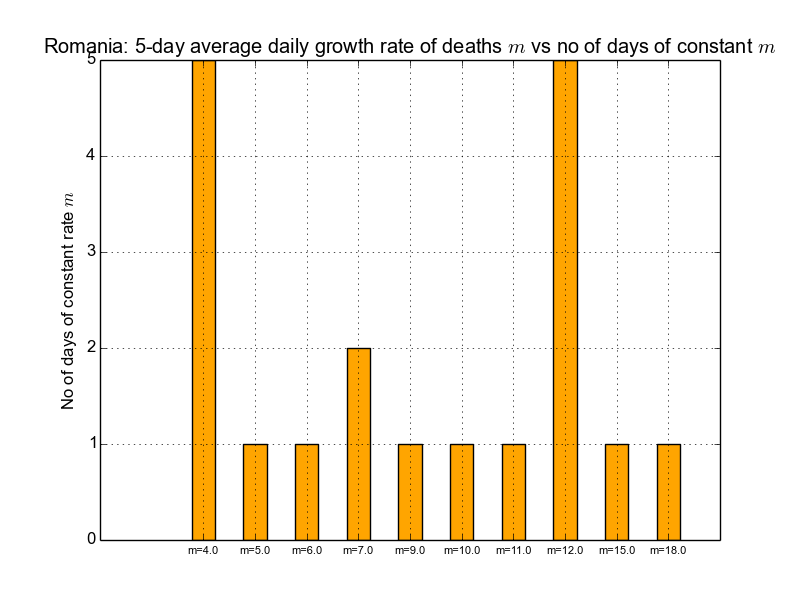 Romania: 5-day average daily growth rate of deaths m vs no of days of constant m
No of days of constant rate m
5
4
3
2
1
0
m=4.0 m=5.0 m=6.0 m=7.0 m=9.0 m=10.0 m=11.0 m=12.0 m=15.0 m=18.0